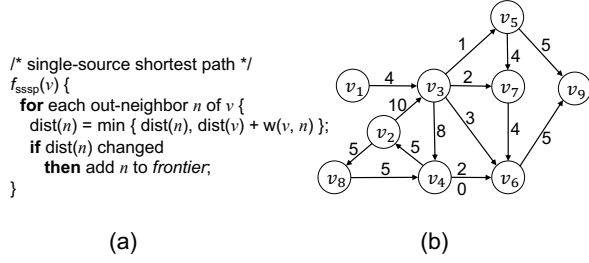 /* single-source shortest path */
f_sssp(v) {
for each out-neighbor n of v {
dist(n) = min { dist(n), dist(v) + w(v, n) };
if dist(n) changed
then add n to frontier;
}
(a)
v5
1
4
5
v1
4
v3
2
v7
v9
10
v2
8
3
4
5
5
5
v8
5
v4
2
0
v6
(b)